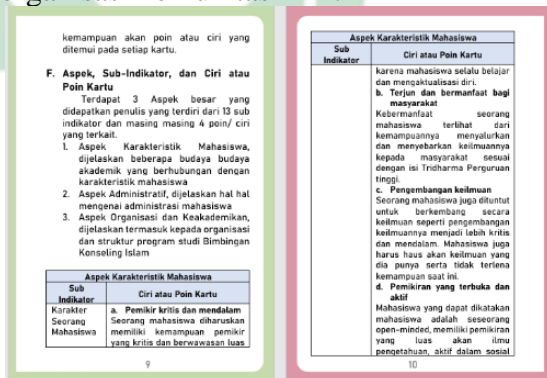 kemampuan akan poin atau ciri yang
ditemui pada setiap kartu.
F. Aspek, Sub-Indikator, dan Ciri atau
Poin Kartu
Terdapat 3 Aspek besar yang
didapatkan penulis yang terdiri dari 13 sub
indikator dan masing masing 4 poin/ ciri
yang terkait.
1. Aspek Karakteristik Mahasiswa,
dijelaskan beberapa budaya budaya
akademik yang berhubungan dengan
karakteristik mahasiswa
2. Aspek Administratif, dijelaskan hal hal
mengenai administrasi mahasiswa
3. Aspek Organisasi dan Keakademikan,
dijelaskan termasuk kepada organisasi
dan struktur program studi Bimbingan
Konseling Islam
Aspek Karakteristik Mahasiswa
Sub
Indikator
Ciri atau Poin Kartu
Karakter
Seorang
Mahasiswa
a. Pemikir kritis dan mendalam
Seorang mahasiswa diharuskan
memiliki kemampuan pemikir
yang kritis dan berwawasan luas
9
Aspek Karakteristik Mahasiswa
Sub
Indikator
Ciri atau Poin Kartu
karena mahasiswa selalu belajar
dan mengaktualisasi diri.
b. Terjun dan bermanfaat bagi
masyarakat
Kebermanfaat seorang
mahasiswa terlihat dari
kemampuannya menyalurkan
dan menyebarkan keilmuannya
kepada masyarakat sesuai
dengan isi Tridharma Perguruan
tinggi.
c. Pengembangan keilmuan
Seorang mahasiswa juga dituntut
untuk berkembang secara
keilmuan seperti pengembangan
keilmuannya menjadi lebih kritis
dan mendalam. Mahasiswa juga
harus haus akan keilmuan yang
dia punya serta tidak terlena
kemampuan saat ini.
d. Pemikiran yang terbuka dan
aktif
Mahasiswa yang dapat dikatakan
mahasiswa adalah seseorang
open-minded, memiliki pemikiran
yang luas akan ilmu
pengetahuan, aktif dalam sosial
10